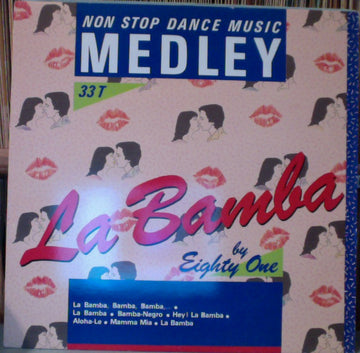 NON STOP DANCE MUSIC
MEDLEY
33 T
La Bamba
by
Eighty One
La Bamba, Bamba, Bamba... •
La Bamba • Bamba-Negro • Hey! La Bamba •
Aloha-Le • Mamma Mia • La Bamba